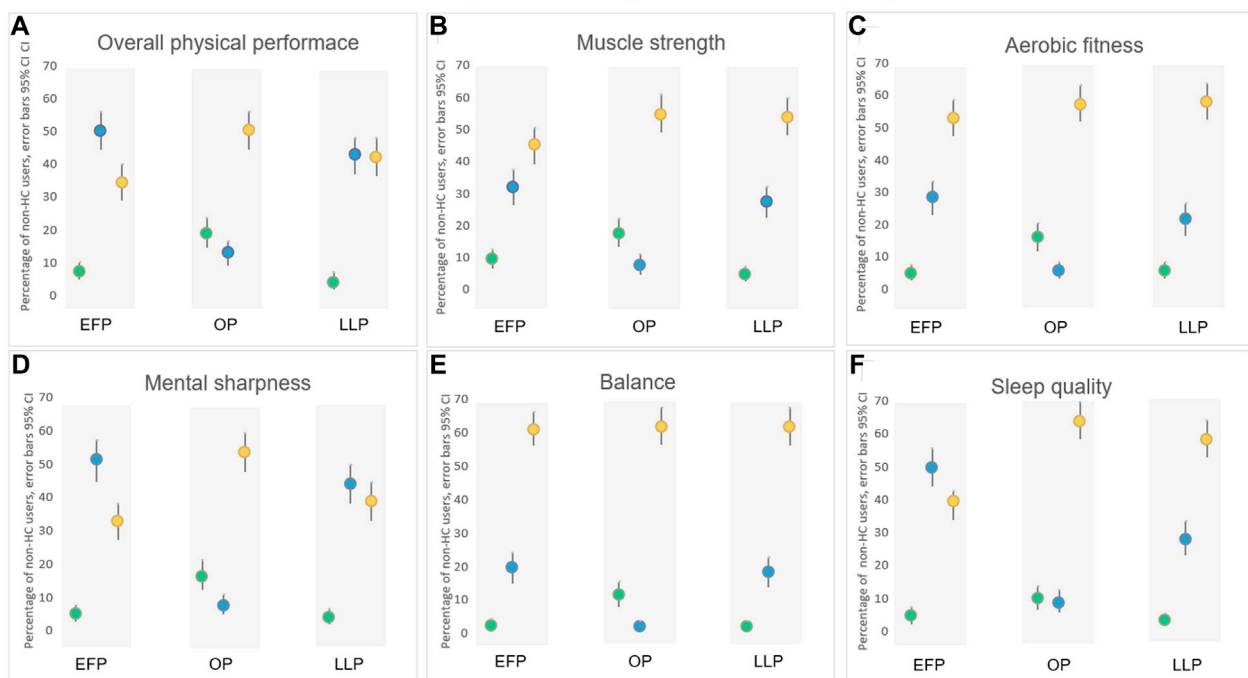 A
Overall physical performace
Percentage of non-HC users, error bars 95% CI
70
60
50
40
30
20
10
0
EFP
OP
LLP
B
Muscle strength
Percentage of non-HC users, error bars 95% CI
70
60
50
40
30
20
10
0
EFP
OP
LLP
C
Aerobic fitness
Percentage of non-HC users, error bars 95% CI
70
60
50
40
30
20
10
0
EFP
OP
LLP
D
Mental sharpness
Percentage of non-HC users, error bars 95% CI
70
60
50
40
30
20
10
0
EFP
OP
LLP
E
Balance
Percentage of non-HC users, error bars 95% CI
70
60
50
40
30
20
10
0
EFP
OP
LLP
F
Sleep quality
Percentage of non-HC users, error bars 95% CI
70
60
50
40
30
20
10
0
EFP
OP
LLP